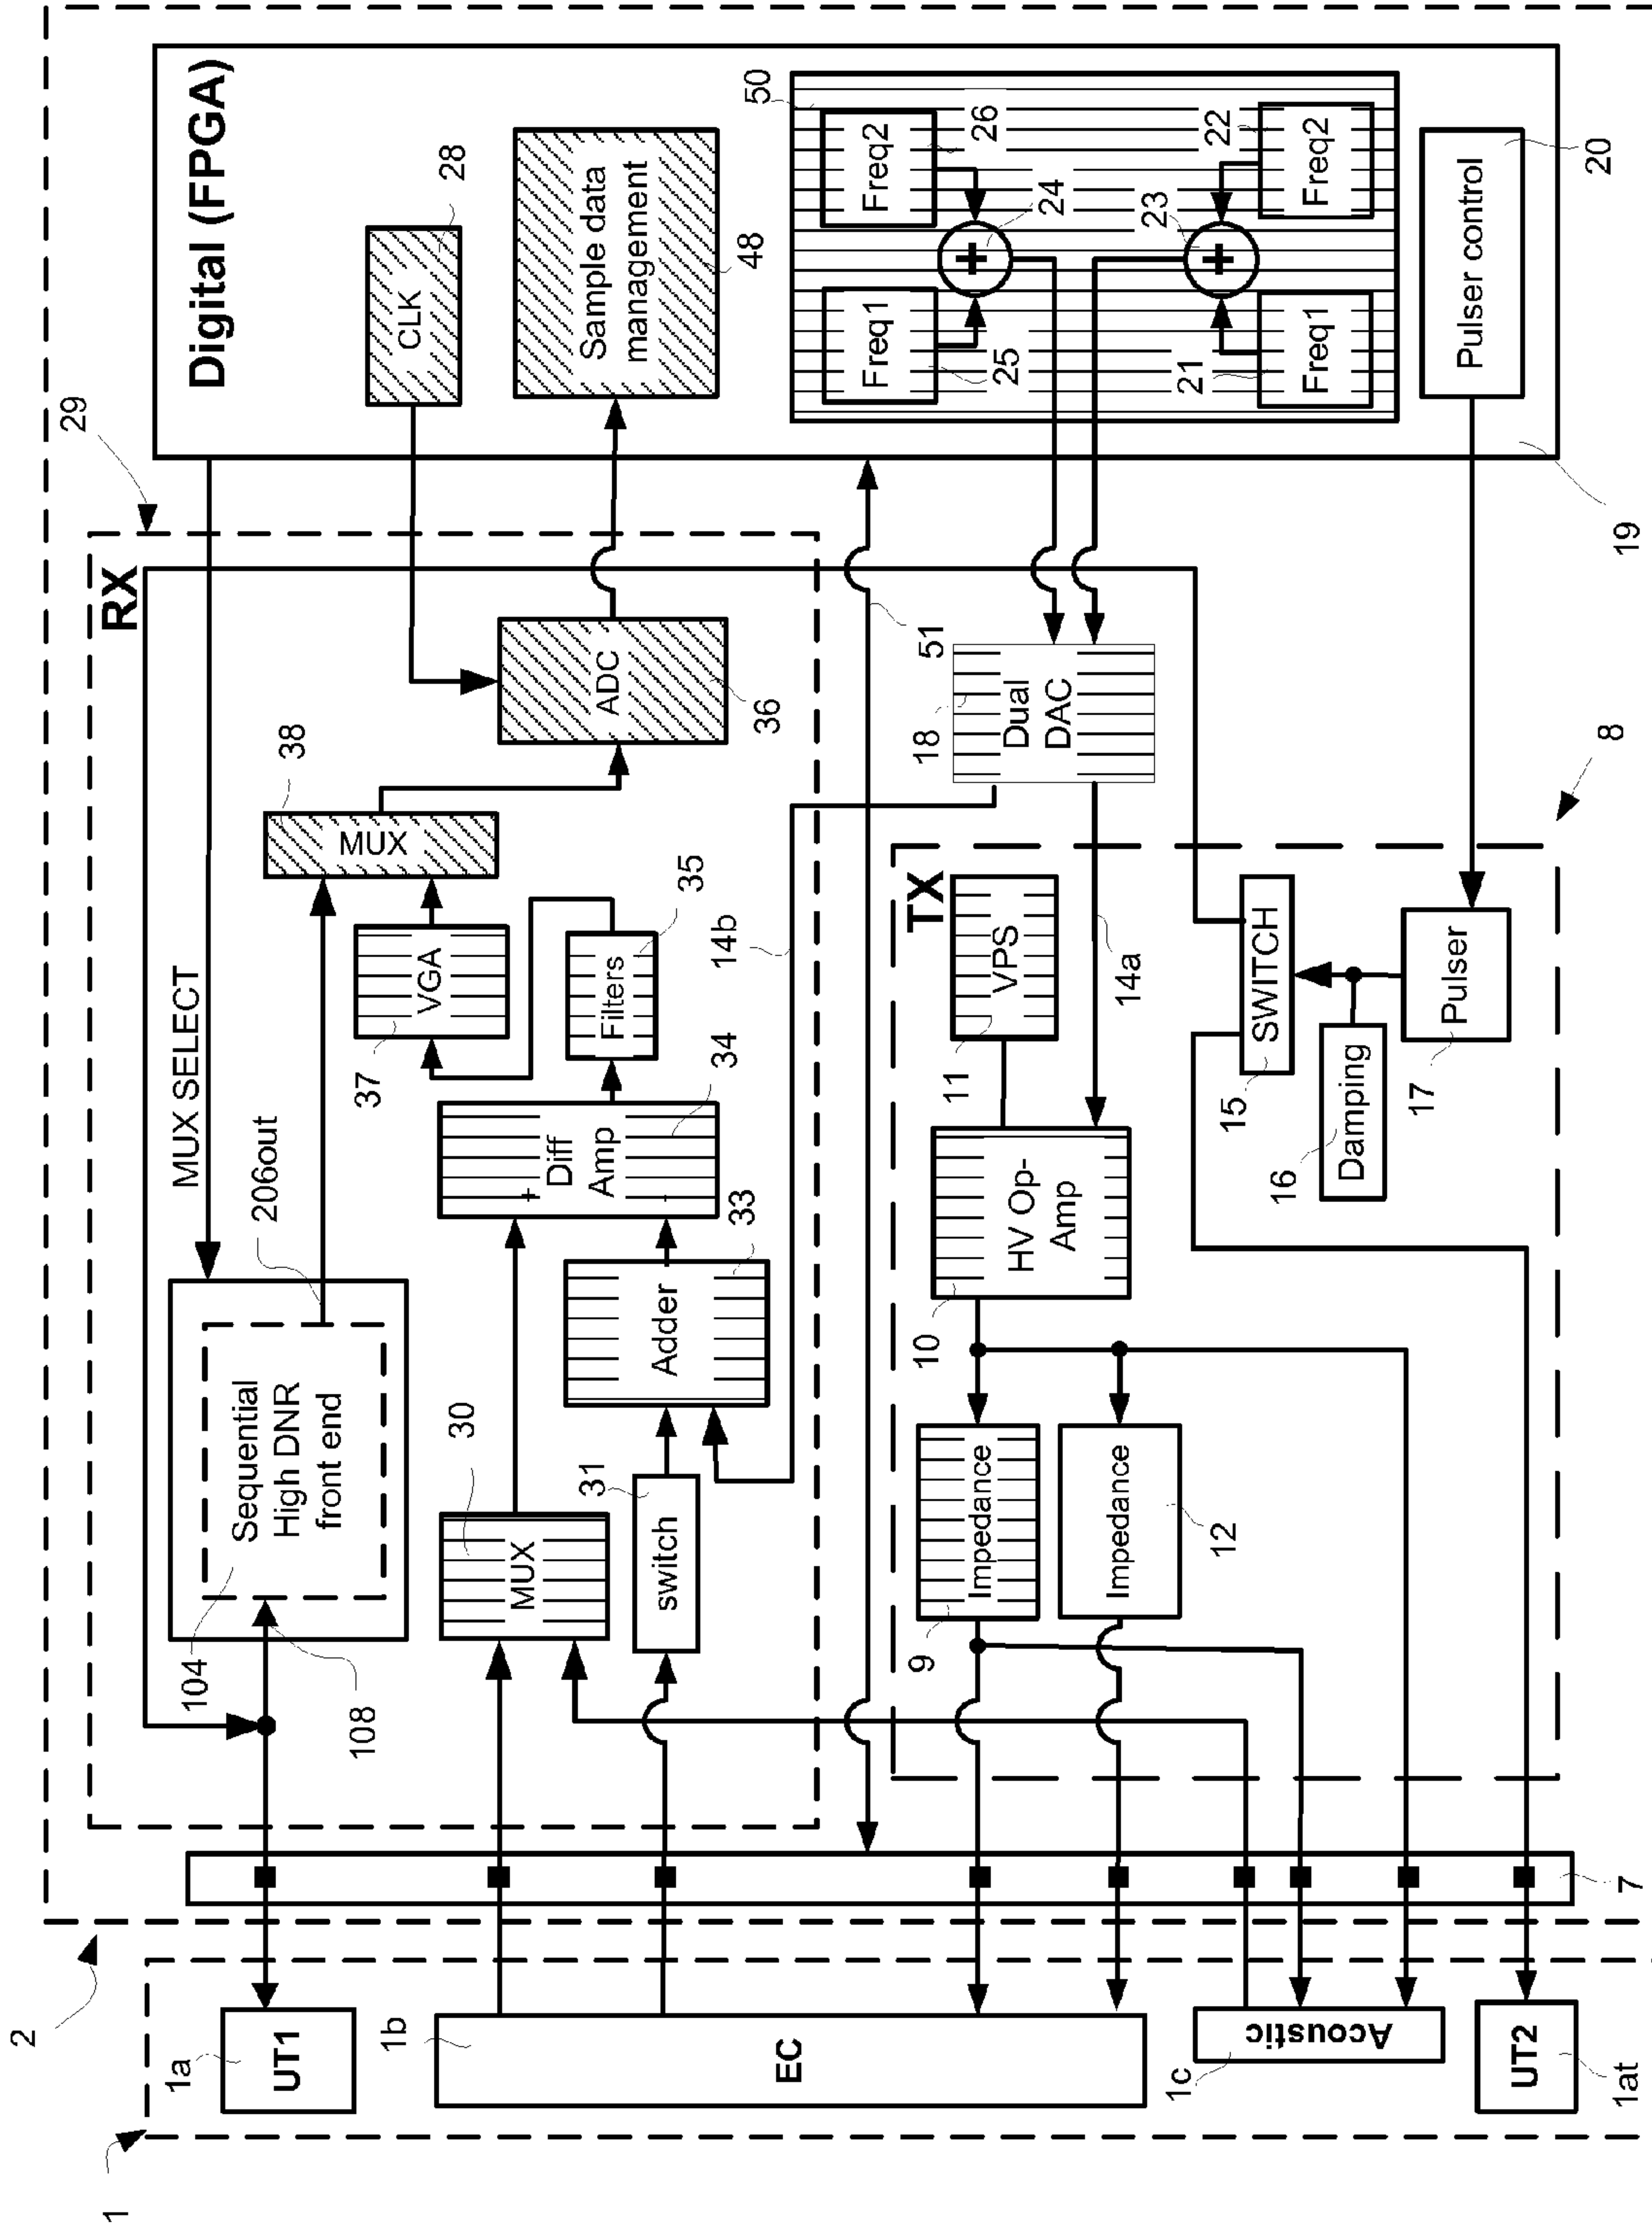 1
2
29
RX
MUX SELECT
Digital (FPGA)
1a
UT1
104
108
Sequential
High DNR
front end
206out
38
MUX
CLK
28
30
MUX
37
VGA
31
switch
Adder
33
+
-
Diff
Amp
34
Filters
35
ADC
36
Sample data
management
48
1b
EC
14b
51
50
Freq1
25
Freq2
26
24
+
23
+
21
Freq1
22
Freq2
18
Dual
DAC
TX
11
VPS
14a
10
HV Op-
Amp
9
Impedance
Impedance
12
15
SWITCH
16
Damping
17
Pulser
8
Pulser control
20
19
1c
Acoustic
UT2
1at
7